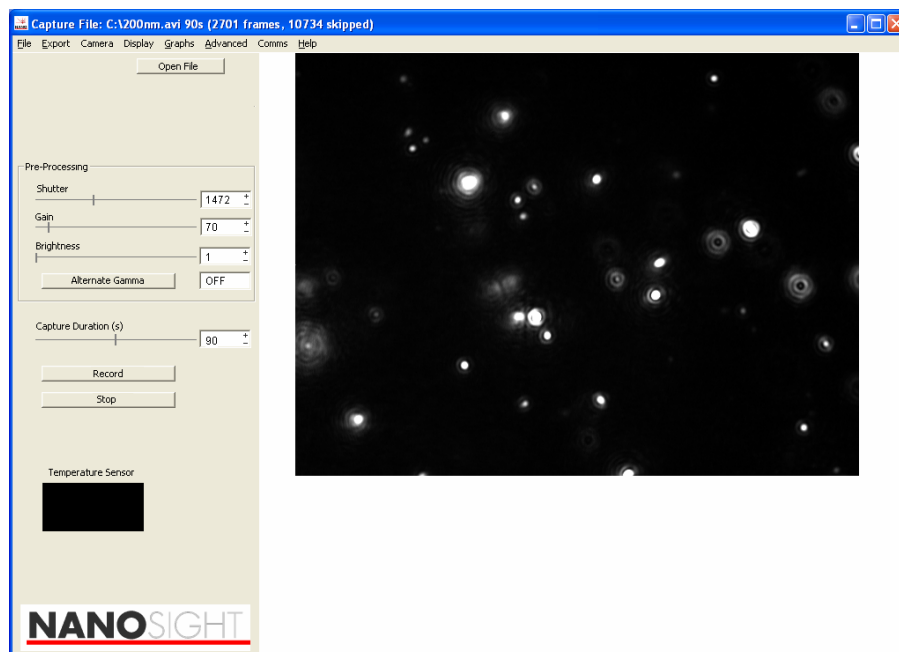 Capture File: C:\200nm.avi 90s (2701 frames, 10734 skipped)
File Export Camera Display Graphs Advanced Comms Help
Open File
Pre-Processing
Shutter
1472
Gain
70
Brightness
1
Alternate Gamma OFF
Capture Duration (s)
90
Record
Stop
Temperature Sensor
NANOSIGHT